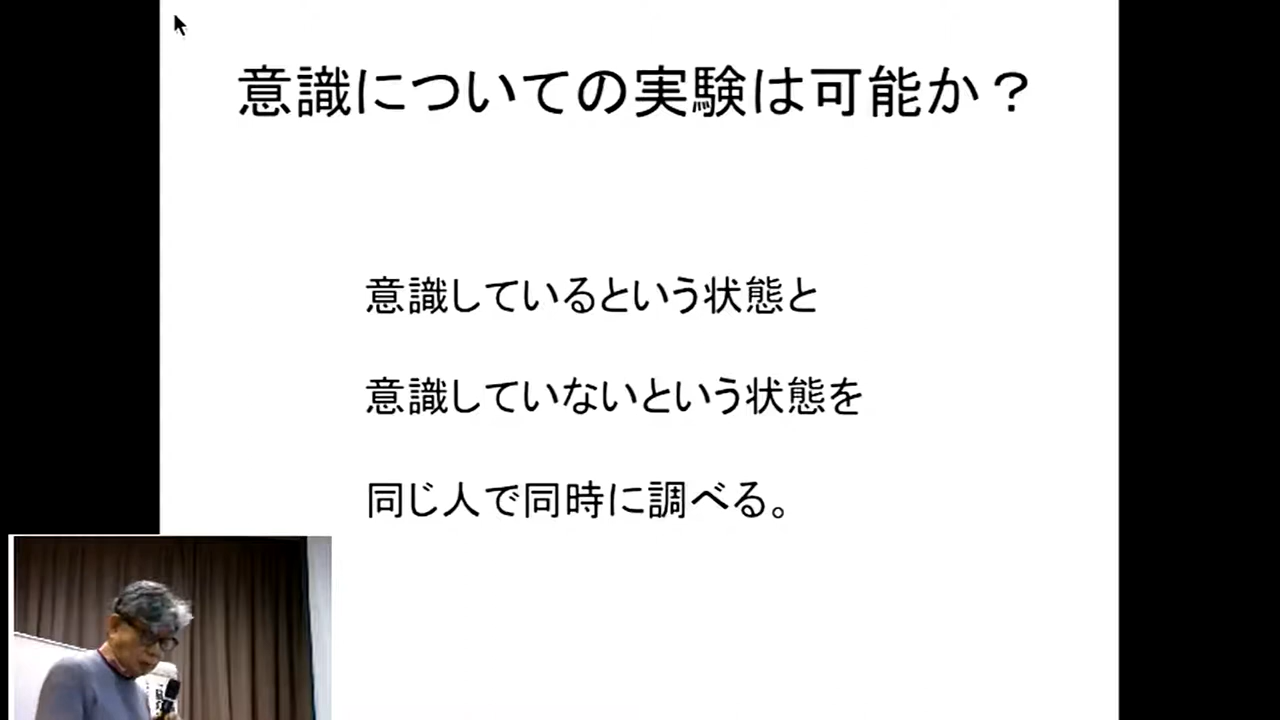 意識についての実験は可能か？
意識しているという状態と
意識していないという状態を
同じ人で同時に調べる。